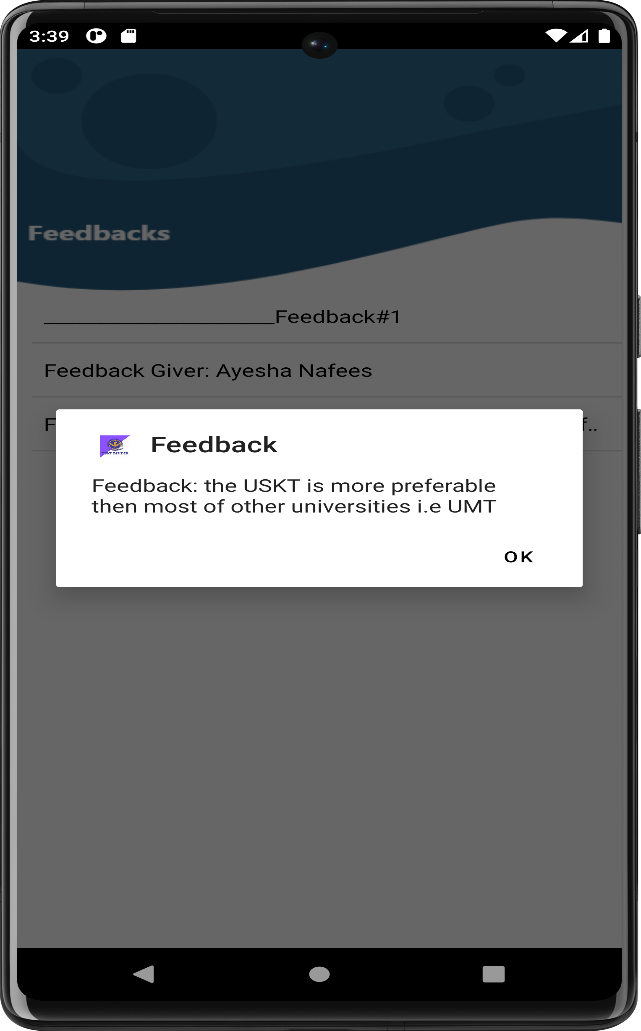 3:39
Feedbacks
____________________Feedback#1
Feedback Giver: Ayesha Nafees
Feedback
Feedback: the USKT is more preferable
then most of other universities i.e UMT
OK